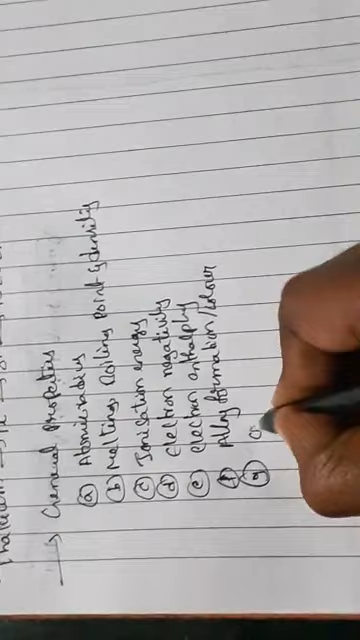 → Chemical Properties
(a) Atomic radius
(b) Melting, boiling point & density
(c) Ionisation energy
(d) Electron negativity
(e) electron enthalpy
(f) Alloy formation/colour
(g)